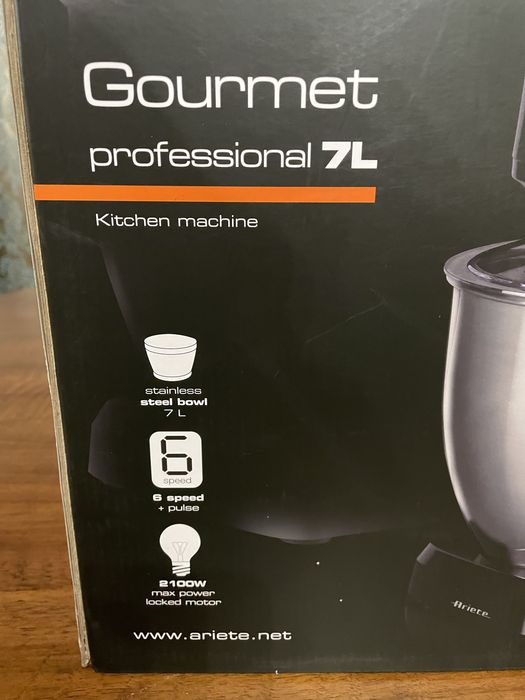 Gourmet
professional 7L
Kitchen machine
stainless
steel bowl
7 L
6
speed
6 speed
+ pulse
2100W
max power
locked motor
Ariete
www.ariete.net